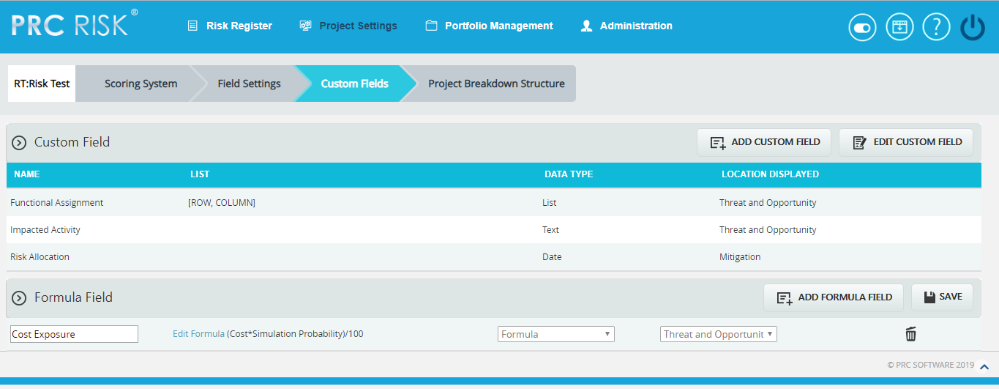 PRC RISK®
Risk Register Project Settings Portfolio Management Administration
RT:Risk Test Scoring System Field Settings Custom Fields Project Breakdown Structure
Custom Field ADD CUSTOM FIELD EDIT CUSTOM FIELD
NAME LIST DATA TYPE LOCATION DISPLAYED
Functional Assignment [ROW, COLUMN] List Threat and Opportunity
Impacted Activity Text Threat and Opportunity
Risk Allocation Date Mitigation
Formula Field ADD FORMULA FIELD SAVE
Cost Exposure Edit Formula (Cost*Simulation Probability)/100 Formula Threat and Opportunit
© PRC SOFTWARE 2019